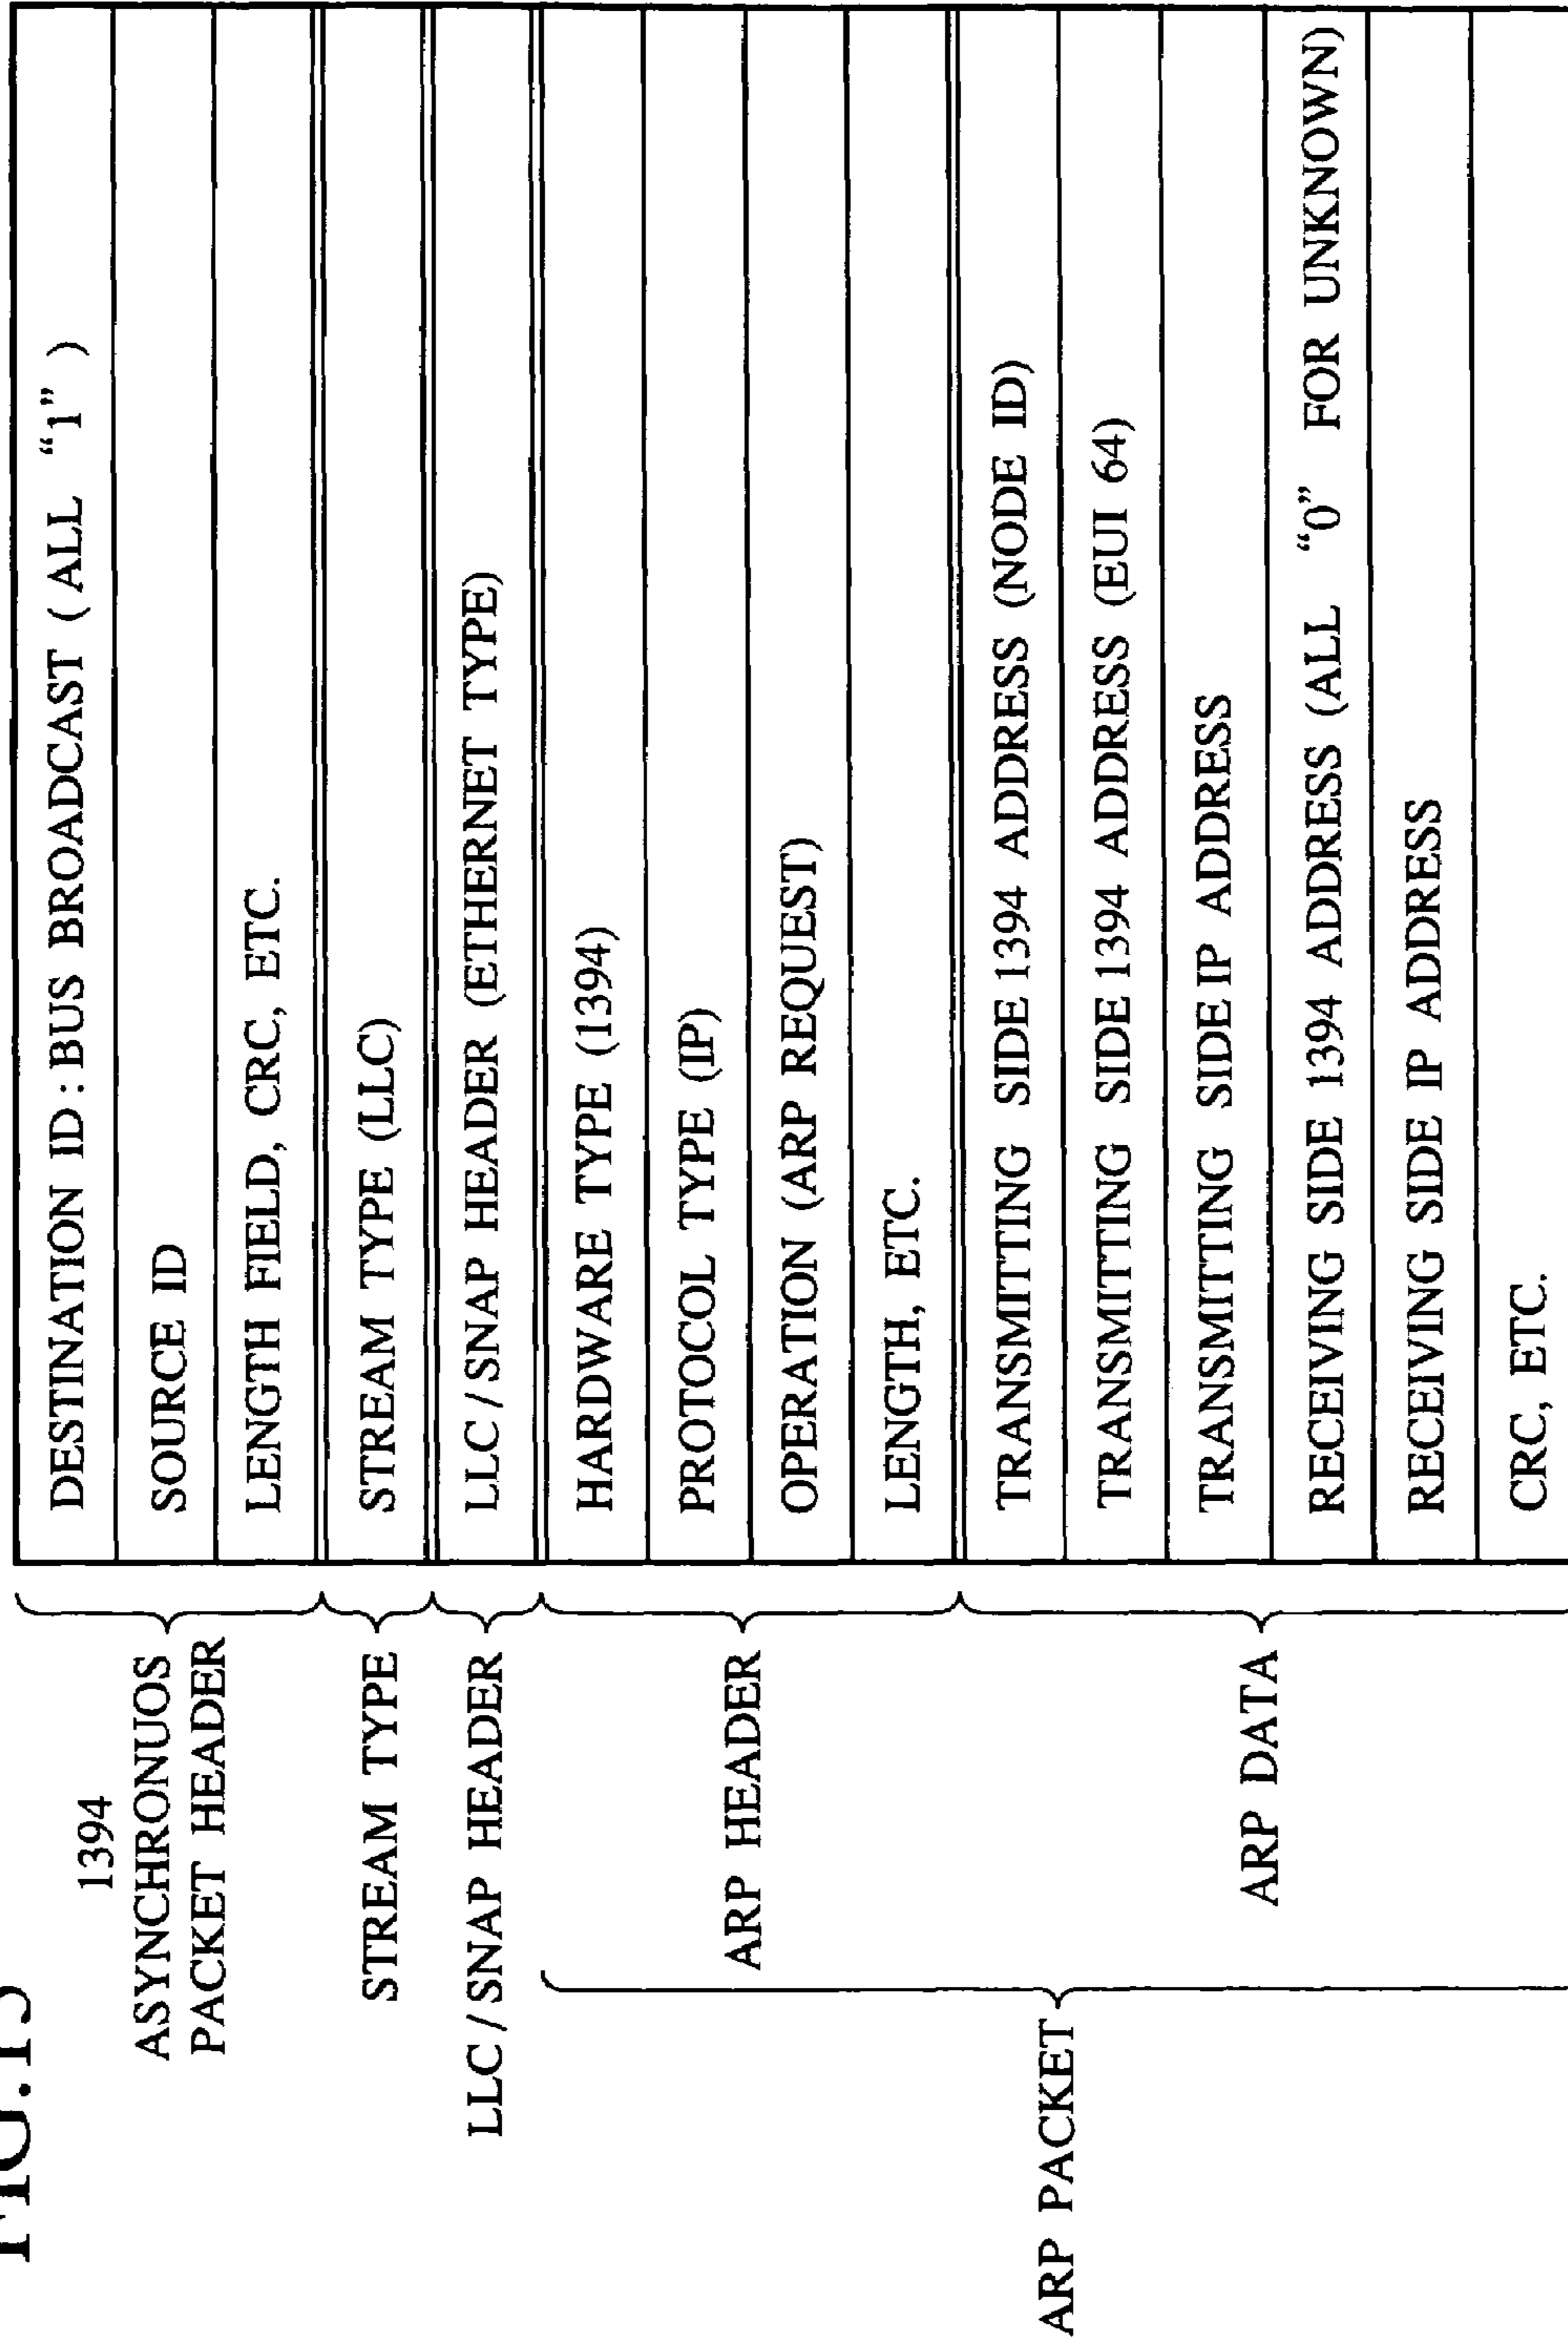 1394
ASYNCHRONUOS
PACKET HEADER
DESTINATION ID : BUS BROADCAST ( ALL “1” )
SOURCE ID
LENGTH FIELD, CRC, ETC.
STREAM TYPE
STREAM TYPE (LLC)
LLC / SNAP HEADER
LLC / SNAP HEADER (ETHERNET TYPE)
ARP PACKET
ARP HEADER
HARDWARE TYPE (1394)
PROTOCOL TYPE (IP)
OPERATION (ARP REQUEST)
LENGTH, ETC.
ARP DATA
TRANSMITTING SIDE 1394 ADDRESS (NODE ID)
TRANSMITTING SIDE 1394 ADDRESS (EUI 64)
TRANSMITTING SIDE IP ADDRESS
RECEIVING SIDE 1394 ADDRESS (ALL “0” FOR UNKNOWN)
RECEIVING SIDE IP ADDRESS
CRC, ETC.